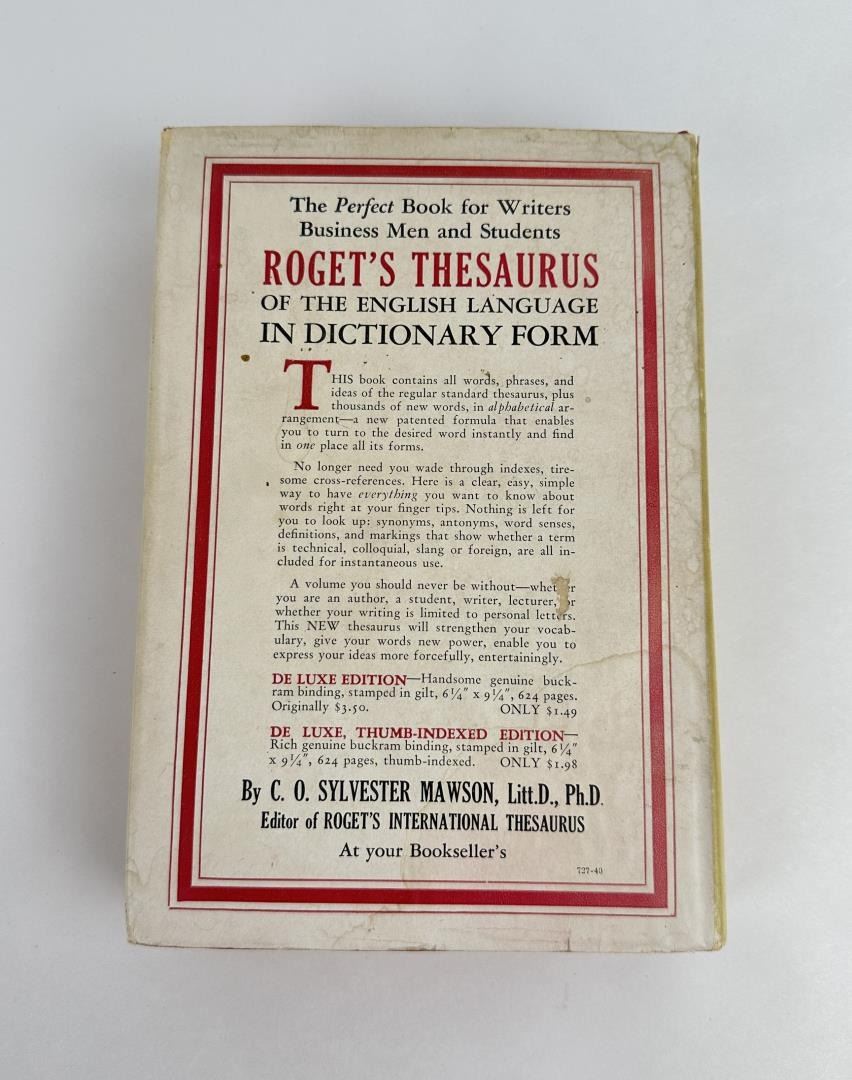 The Perfect Book for Writers
Business Men and Students
ROGET'S THESAURUS
OF THE ENGLISH LANGUAGE
IN DICTIONARY FORM
THIS book contains all words, phrases, and
ideas of the regular standard thesaurus, plus
thousands of new words, in alphabetical ar-
rangement—a new patented formula that enables
you to turn to the desired word instantly and find
in one place all its forms.
No longer need you wade through indexes, tire-
some cross-references. Here is a clear, easy, simple
way to have everything you want to know about
words right at your finger tips. Nothing is left for
you to look up: synonyms, antonyms, word senses,
definitions, and markings that show whether a term
is technical, colloquial, slang or foreign, are all in-
cluded for instantaneous use.
A volume you should never be without—whether
you are an author, a student, writer, lecturer, or
whether your writing is limited to personal letters.
This NEW thesaurus will strengthen your vocab-
ulary, give your words new power, enable you to
express your ideas more forcefully, entertainingly.
DE LUXE EDITION—Handsome genuine buck-
ram binding, stamped in gilt, 6¼" x 9¼", 624 pages.
Originally $3.50. ONLY $1.49
DE LUXE, THUMB-INDEXED EDITION—
Rich genuine buckram binding, stamped in gilt, 6¼"
x 9¼", 624 pages, thumb-indexed. ONLY $1.98
By C. O. SYLVESTER MAWSON, Litt.D., Ph.D.
Editor of ROGET'S INTERNATIONAL THESAURUS
At your Bookseller's
727-40